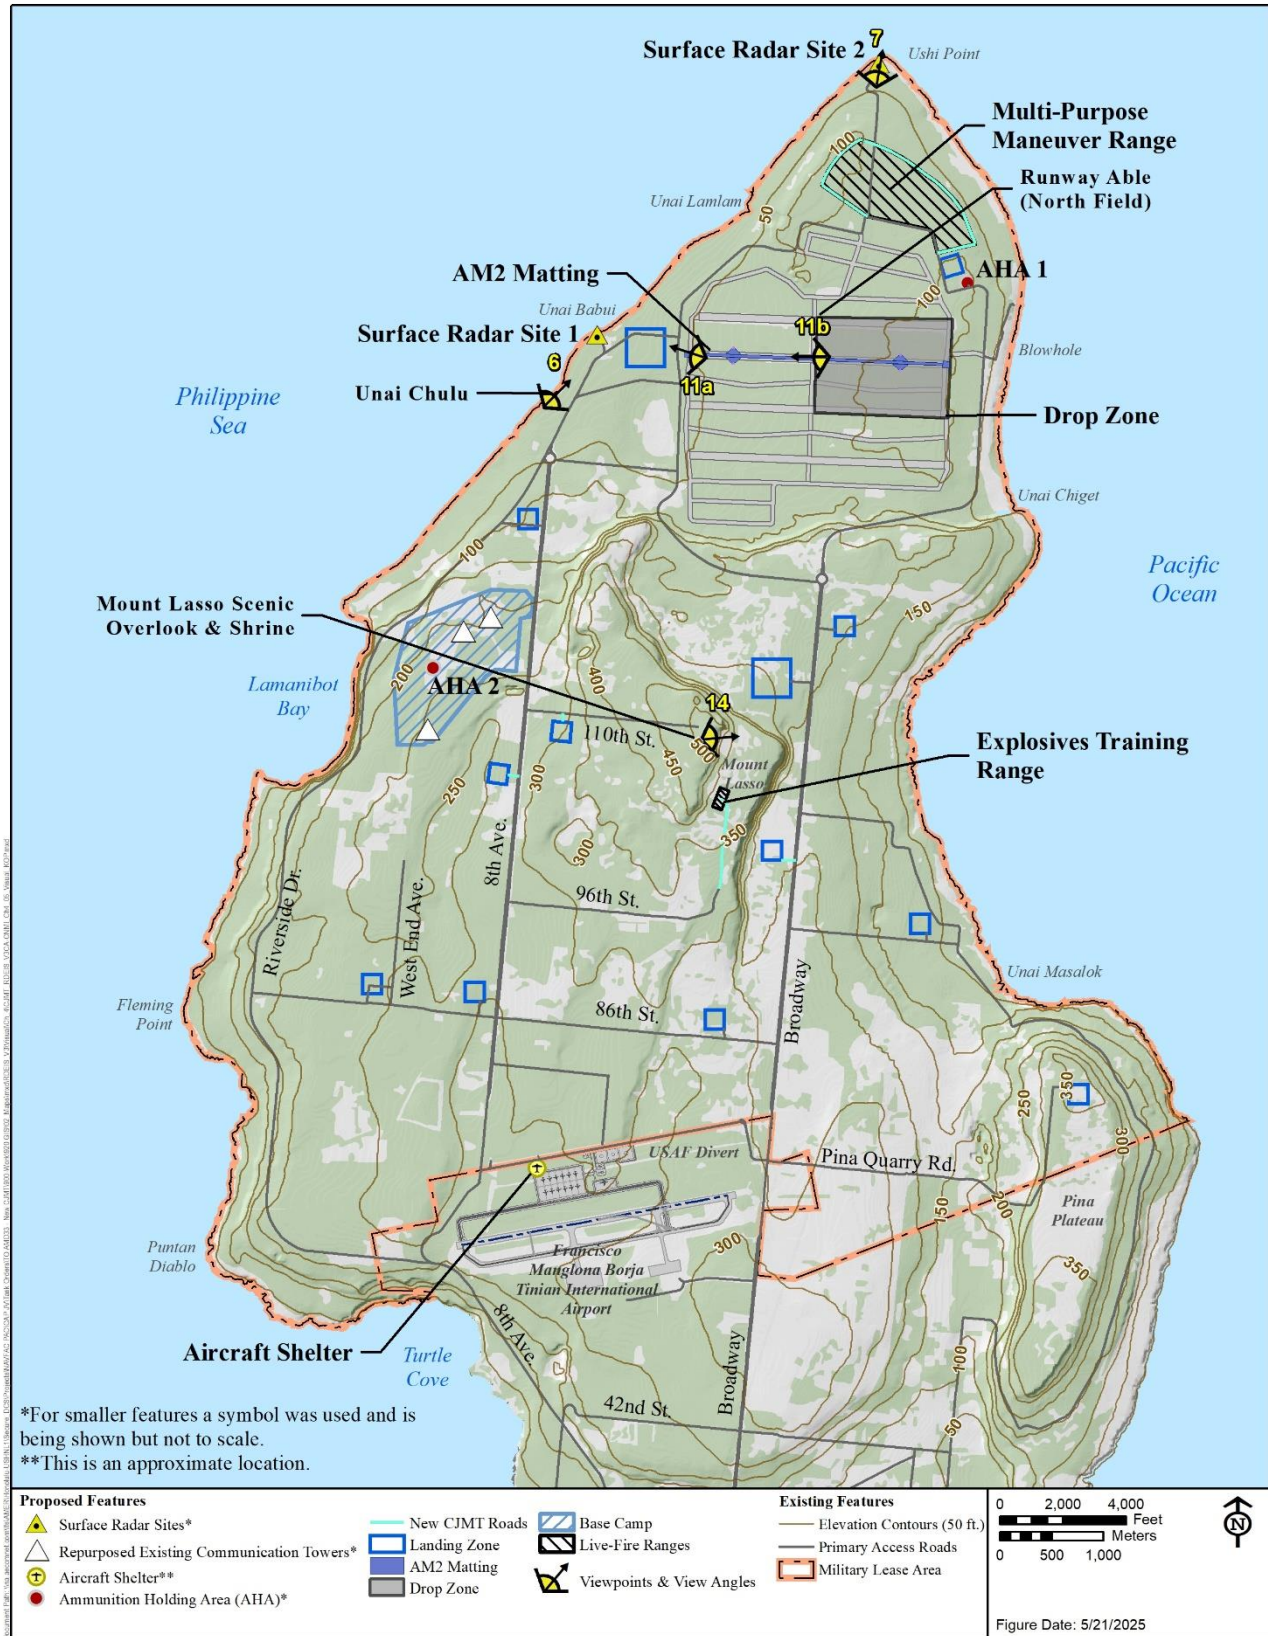 Surface Radar Site 2
7
Ushi Point
Multi-Purpose
Maneuver Range
100
Runway Able
(North Field)
Unai Lamlam
50
AM2 Matting
AHA 1
100
Unai Babui
Surface Radar Site 1
11b
Blowhole
6
11a
Unai Chulu
Philippine
Sea
Drop Zone
Unai Chiget
100
Pacific
Ocean
Mount Lasso Scenic
Overlook & Shrine
150
200
AHA 2
400
Lamanibot
Bay
14
110th St.
500
Explosives Training
Range
450
Mount
Lasso
300
250
350
300
8th Ave.
96th St.
Riverside Dr.
West End Ave.
Broadway
Unai Masalok
Fleming
Point
86th St.
350
250
300
USAF Divert
Pina Quarry Rd.
150
200
Pina
Plateau
Puntan
Diablo
300
350
Francisco
Manglona Borja
Tinian International
Airport
8th Ave.
Aircraft Shelter
Turtle
Cove
Broadway
100
42nd St.
50
*For smaller features a symbol was used and is
being shown but not to scale.
**This is an approximate location.
Proposed Features
Surface Radar Sites*
Repurposed Existing Communication Towers*
Aircraft Shelter**
Ammunition Holding Area (AHA)*
New CJMT Roads
Landing Zone
AM2 Matting
Drop Zone
Base Camp
Live-Fire Ranges
Viewpoints & View Angles
Existing Features
Elevation Contours (50 ft.)
Primary Access Roads
Military Lease Area
0 2,000 4,000
Feet
Meters
0 500 1,000
N
Figure Date: 5/21/2025